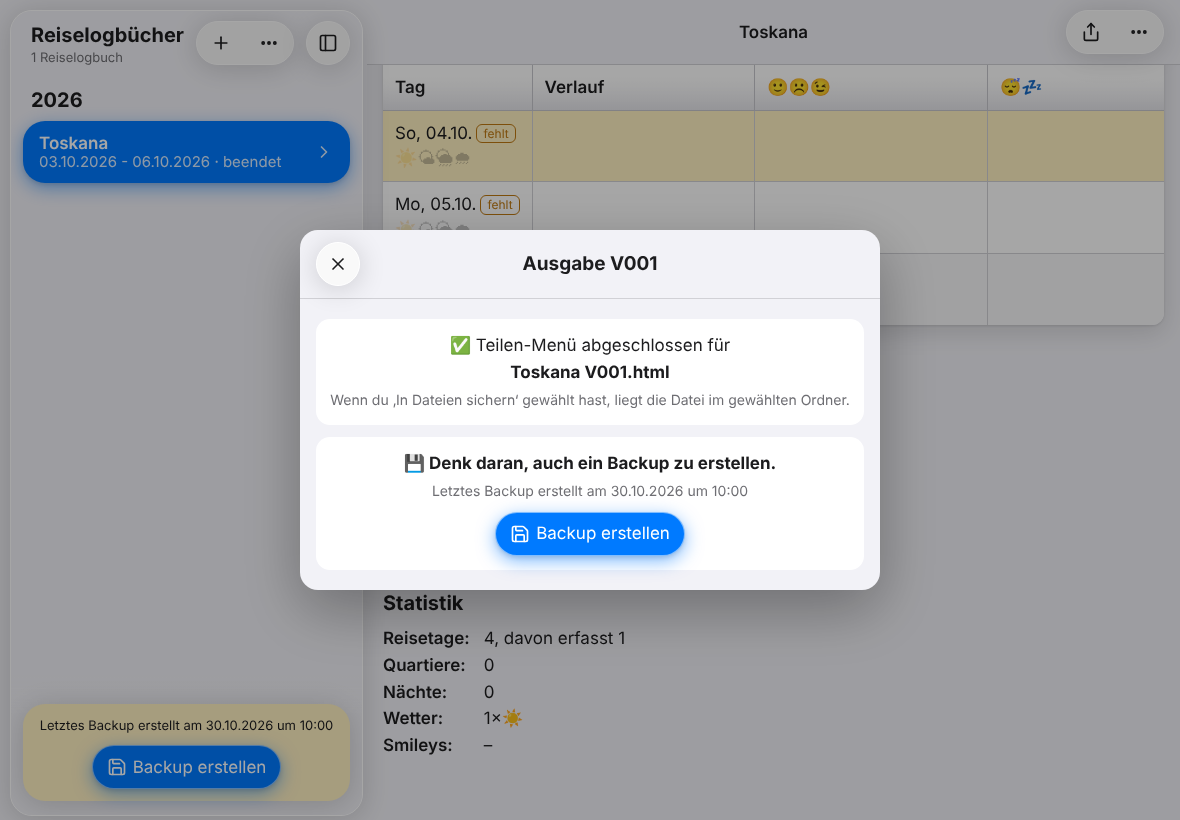 Reiselogbücher
1 Reiselogbuch
2026
Toskana
03.10.2026 - 06.10.2026 · beendet
Letztes Backup erstellt am 30.10.2026 um 10:00
Backup erstellen
Toskana
Tag Verlauf 🙂☹️😉 😴💤
So, 04.10. fehlt
☀️🌤🌦🌧
Mo, 05.10. fehlt
Ausgabe V001
✅ Teilen-Menü abgeschlossen für
Toskana V001.html
Wenn du ‚In Dateien sichern‘ gewählt hast, liegt die Datei im gewählten Ordner.
💾 Denk daran, auch ein Backup zu erstellen.
Letztes Backup erstellt am 30.10.2026 um 10:00
Backup erstellen
Statistik
Reisetage: 4, davon erfasst 1
Quartiere: 0
Nächte: 0
Wetter: 1×☀️
Smileys: –